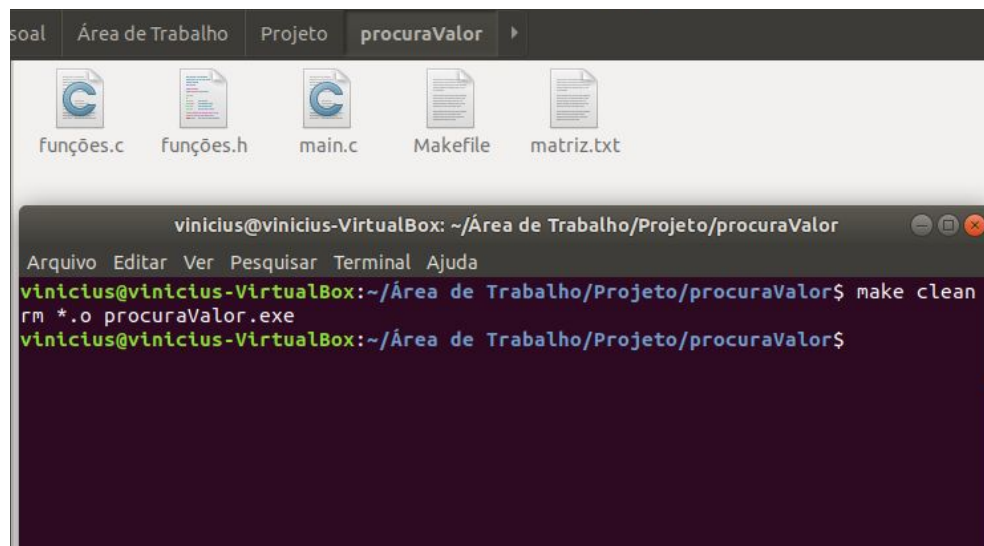 soal Área de Trabalho Projeto procuraValor
funções.c funções.h main.c Makefile matriz.txt
vinicius@vinicius-VirtualBox: ~/Área de Trabalho/Projeto/procuraValor
Arquivo Editar Ver Pesquisar Terminal Ajuda
vinicius@vinicius-VirtualBox:~/Área de Trabalho/Projeto/procuraValor$ make clean
rm *.o procuraValor.exe
vinicius@vinicius-VirtualBox:~/Área de Trabalho/Projeto/procuraValor$